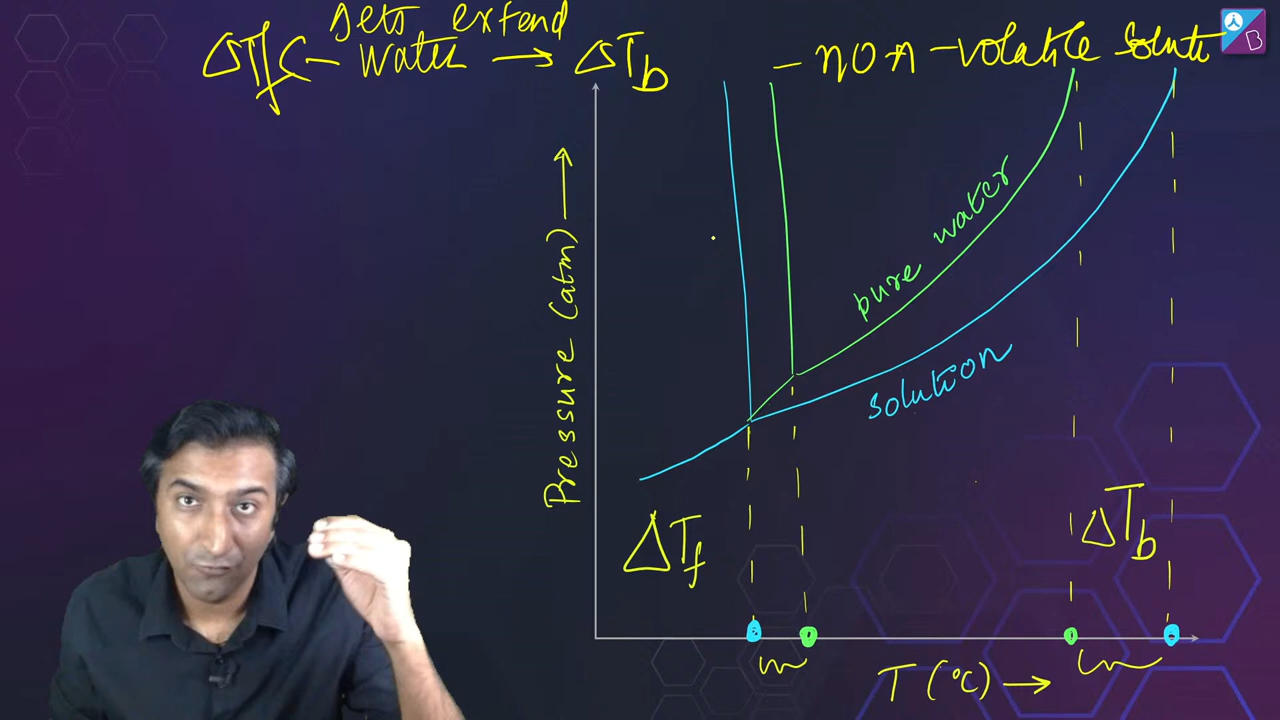 gets extend
ΔTf ← water → ΔTb
- non-volatile solute
B
Pressure (atm) →
pure water
solution
ΔTf
ΔTb
T (°C) →